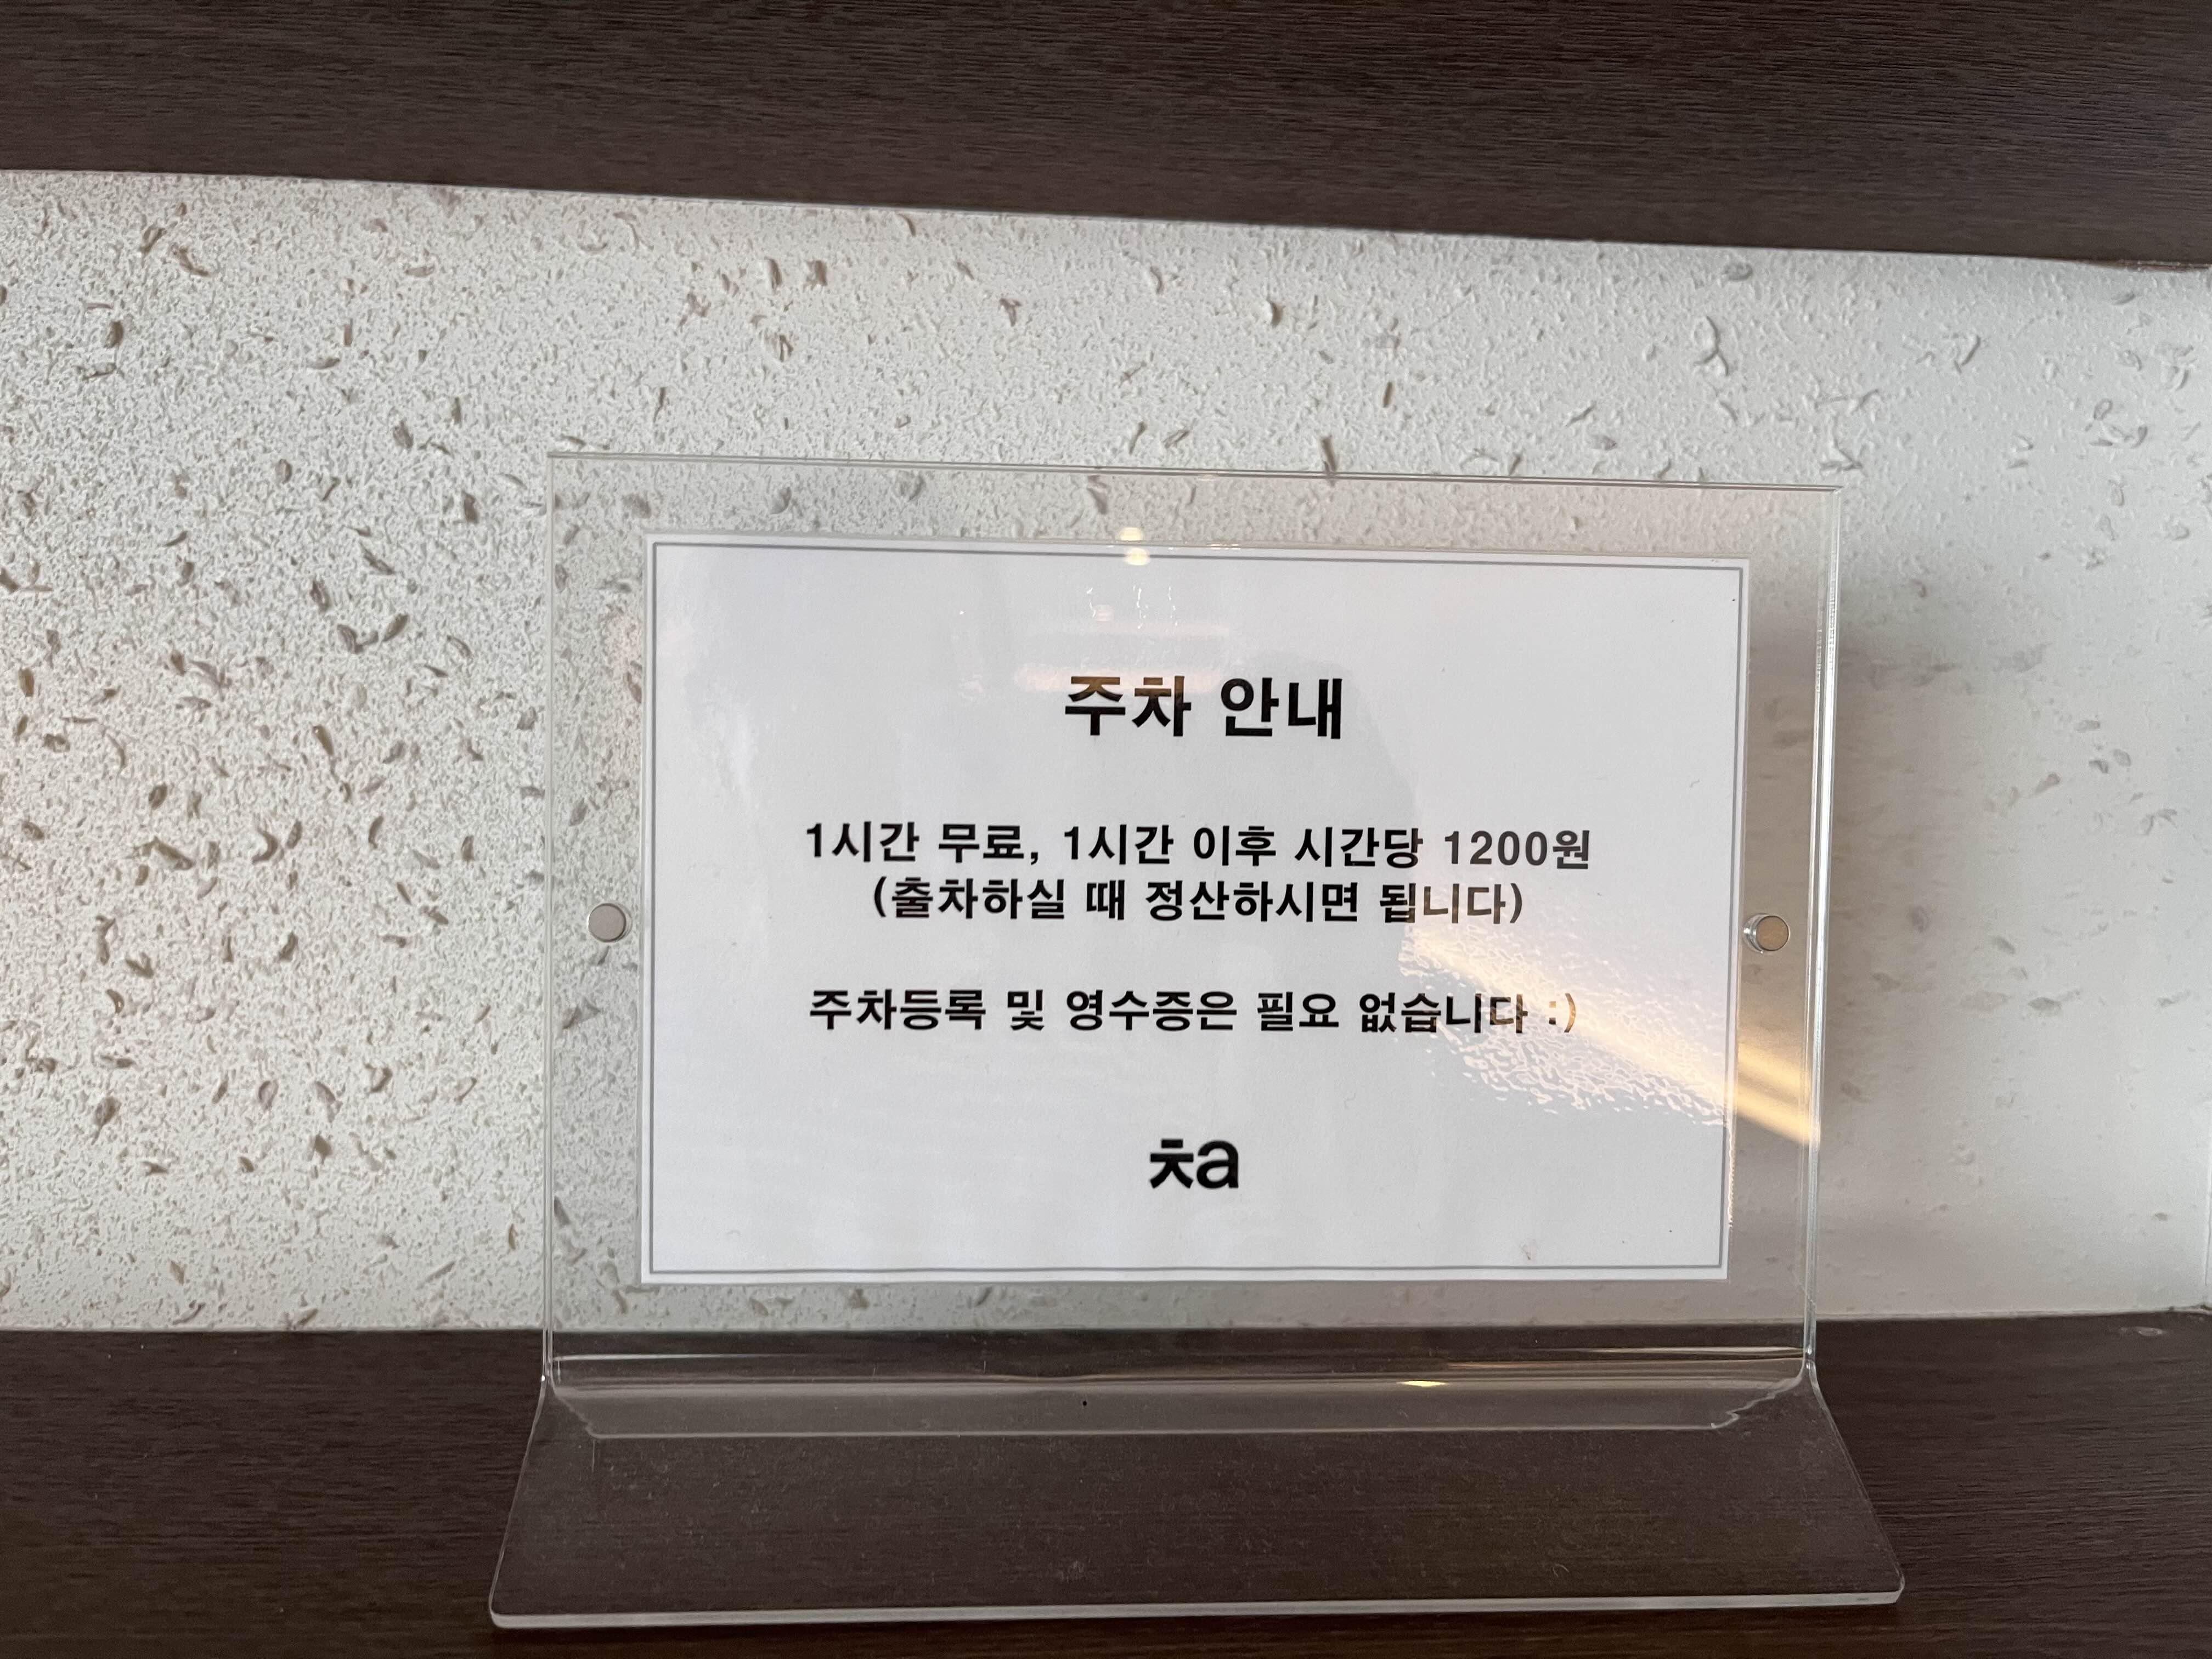 주차 안내
1시간 무료, 1시간 이후 시간당 1200원
(출차하실 때 정산하시면 됩니다)
주차등록 및 영수증은 필요 없습니다 :)
ㅊa